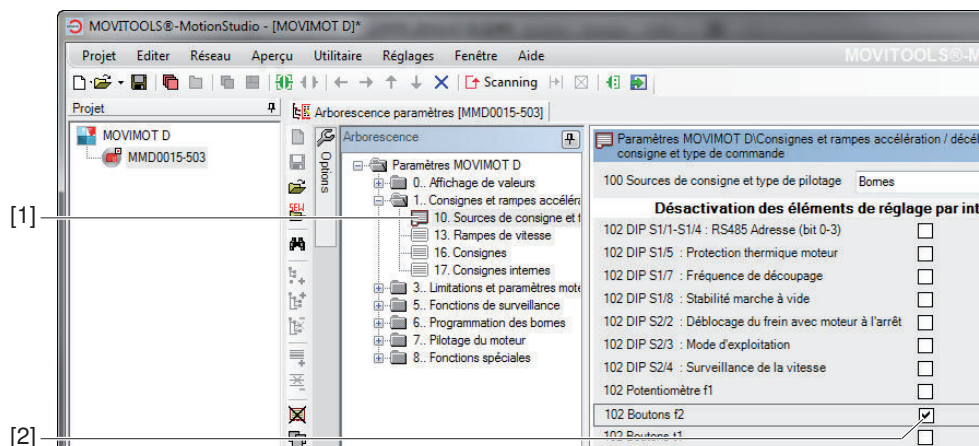 MOVITOOLS®-MotionStudio - [MOVIMOT D]*
Projet Editer Réseau Aperçu Utilitaire Réglages Fenêtre Aide
MOVITOOLS®-M
Scanning
Projet
MOVIMOT D
MMD0015-503
Arborescence paramètres [MMD0015-503]
Options
SEW
Arborescence
Paramètres MOVIMOT D
0.. Affichage de valeurs
1.. Consignes et rampes accéléra
10. Sources de consigne et t
13. Rampes de vitesse
16. Consignes
17. Consignes internes
3.. Limitations et paramètres mote
5.. Fonctions de surveillance
6.. Programmation des bornes
7.. Pilotage du moteur
8.. Fonctions spéciales
Paramètres MOVIMOT D\Consignes et rampes accélération / décél
consigne et type de commande
100 Sources de consigne et type de pilotage Bornes
Désactivation des éléments de réglage par int
102 DIP S1/1-S1/4 : RS485 Adresse (bit 0-3)
102 DIP S1/5 : Protection thermique moteur
102 DIP S1/7 : Fréquence de découpage
102 DIP S1/8 : Stabilité marche à vide
102 DIP S2/2 : Déblocage du frein avec moteur à l'arrêt
102 DIP S2/3 : Mode d'exploitation
102 DIP S2/4 : Surveillance de la vitesse
102 Potentiomètre f1
102 Boutons f2
102 Boutons t1
[1]
[2]